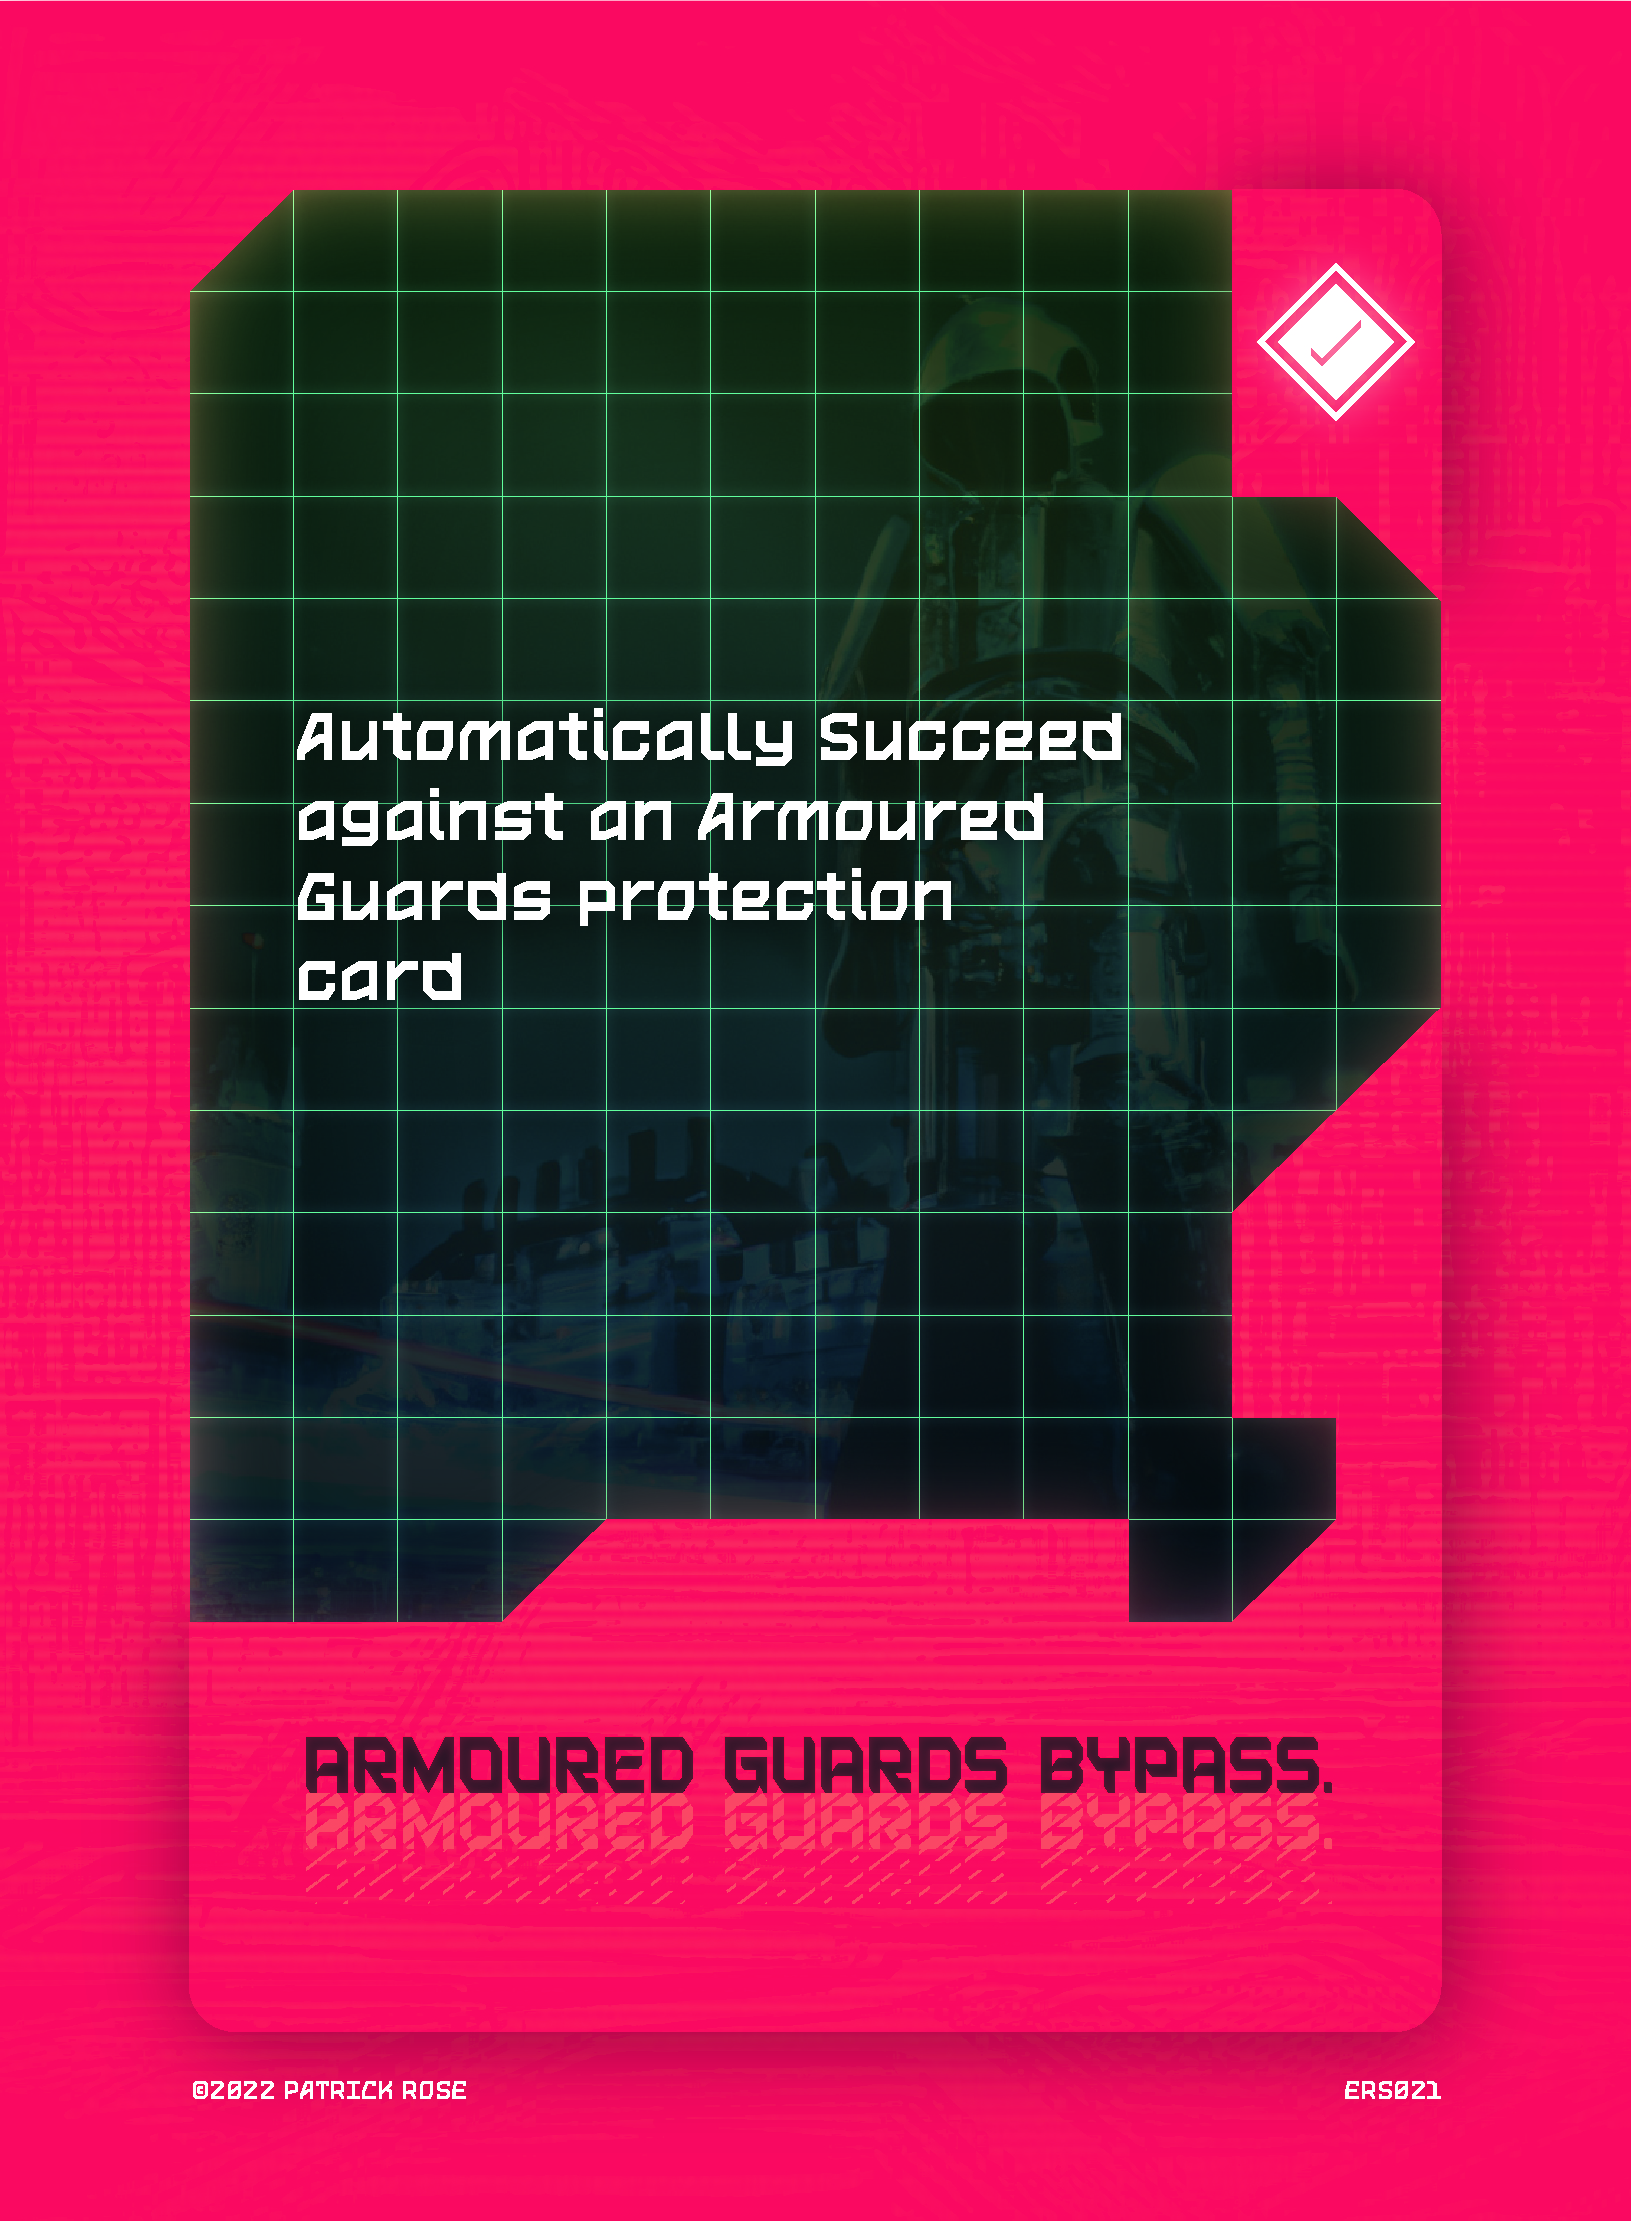 Automatically Succeed
against an Armoured
Guards protection
card
ARMOURED GUARDS BYPASS.
ARMOURED GUARDS BYPASS.
©2022 PATRICK ROSE
ERS021